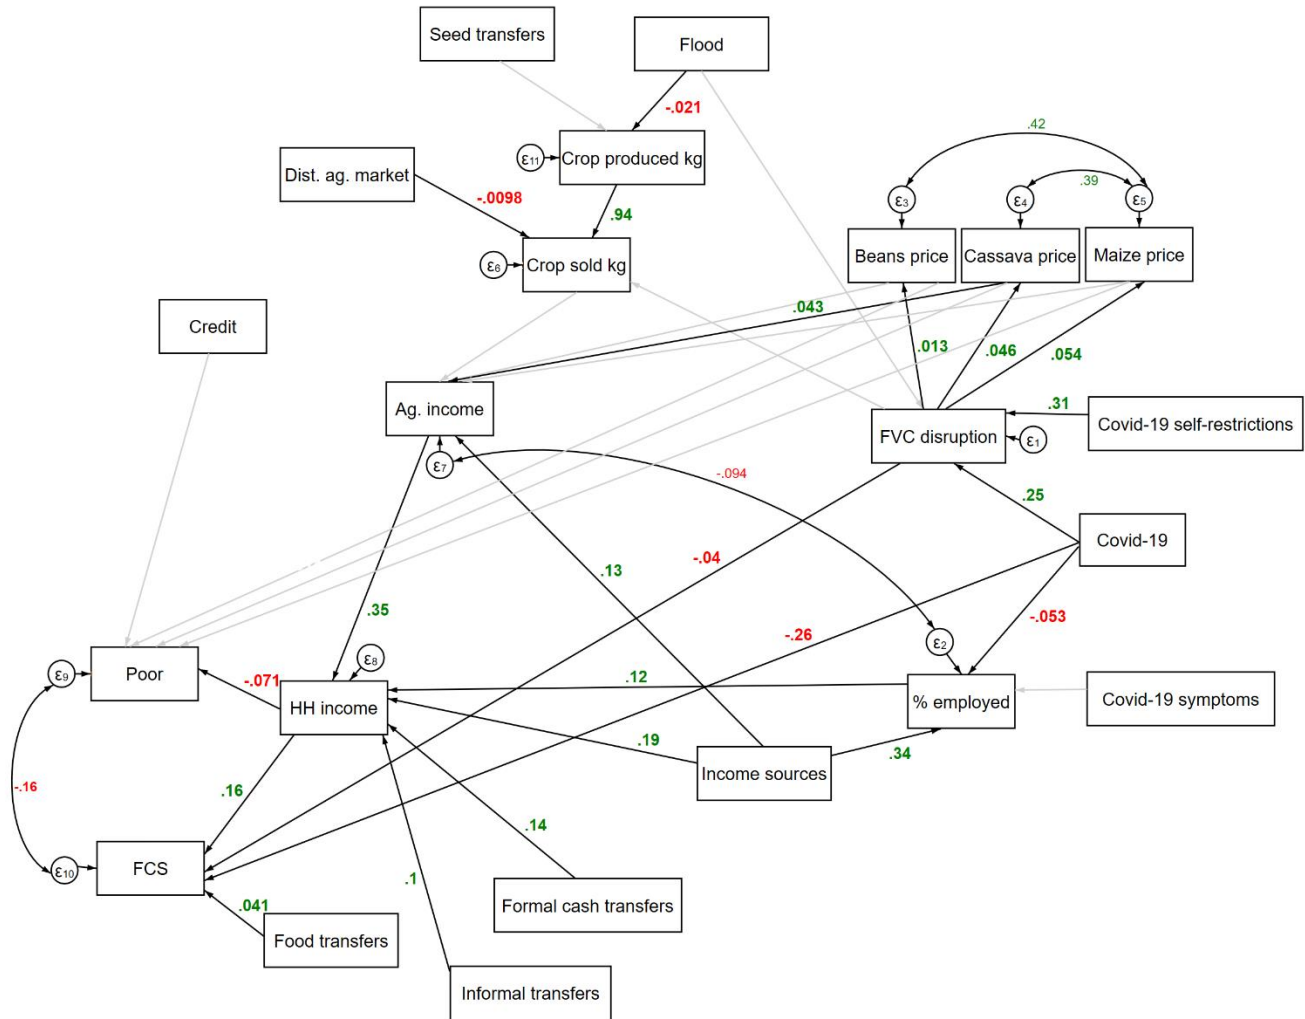 Seed transfers
Flood
-.021
.42
ε11
Crop produced kg
Dist. ag. market
-.0098
.94
ε3
ε4
.39
ε5
ε6
Crop sold kg
Beans price
Cassava price
Maize price
Credit
.043
.013
.046
.054
Ag. income
ε7
FVC disruption
ε1
.31
Covid-19 self-restrictions
-.094
.25
Covid-19
-.04
.13
.35
-.26
-.053
ε2
ε9
Poor
-.071
ε8
HH income
.12
% employed
Covid-19 symptoms
.19
.34
Income sources
-.16
.16
.14
ε10
FCS
.1
.041
Formal cash transfers
Food transfers
Informal transfers